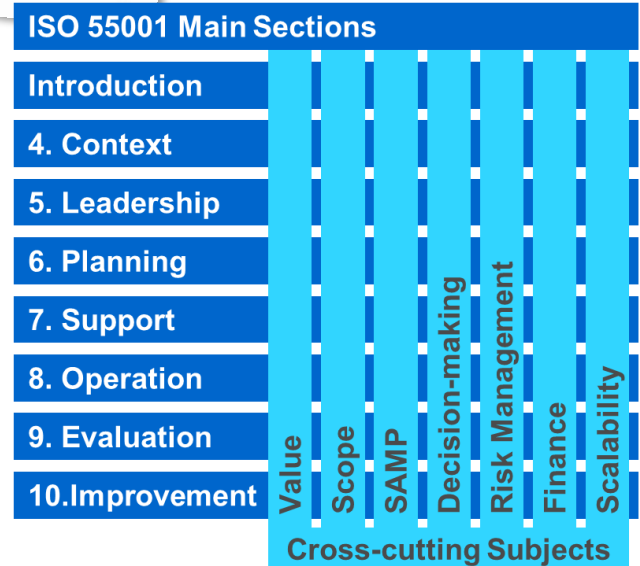 ISO 55001 Main Sections
Introduction
4. Context
5. Leadership
6. Planning
7. Support
8. Operation
9. Evaluation
10.Improvement
Value
Scope
SAMP
Decision-making
Risk Management
Finance
Scalability
Cross-cutting Subjects